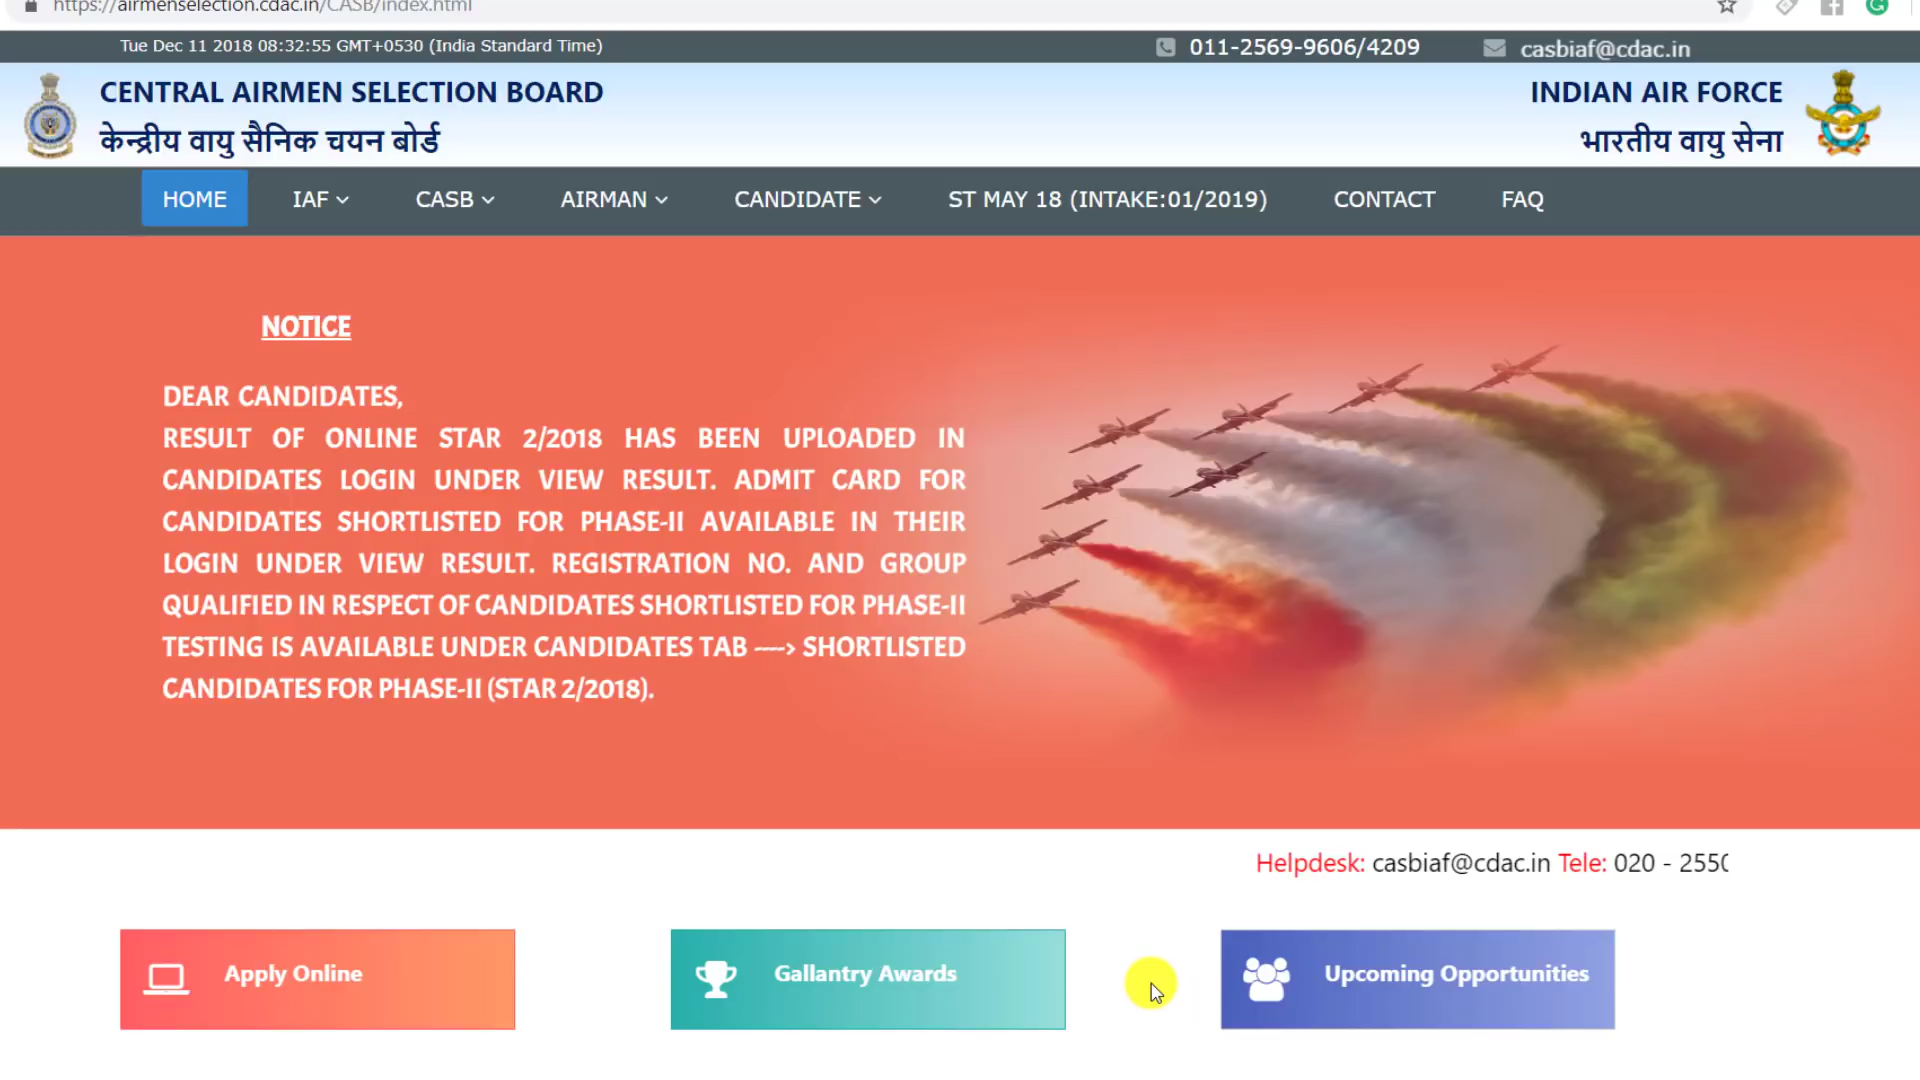 https://airmenselection.cdac.in/CASB/index.html
Tue Dec 11 2018 08:32:55 GMT+0530 (India Standard Time)
011-2569-9606/4209
casbiaf@cdac.in
CENTRAL AIRMEN SELECTION BOARD
केन्द्रीय वायु सैनिक चयन बोर्ड
INDIAN AIR FORCE
भारतीय वायु सेना
HOME
IAF
CASB
AIRMAN
CANDIDATE
ST MAY 18 (INTAKE:01/2019)
CONTACT
FAQ
NOTICE
DEAR CANDIDATES,
RESULT OF ONLINE STAR 2/2018 HAS BEEN UPLOADED IN
CANDIDATES LOGIN UNDER VIEW RESULT. ADMIT CARD FOR
CANDIDATES SHORTLISTED FOR PHASE-II AVAILABLE IN THEIR
LOGIN UNDER VIEW RESULT. REGISTRATION NO. AND GROUP
QUALIFIED IN RESPECT OF CANDIDATES SHORTLISTED FOR PHASE-II
TESTING IS AVAILABLE UNDER CANDIDATES TAB ----> SHORTLISTED
CANDIDATES FOR PHASE-II (STAR 2/2018).
Helpdesk: casbiaf@cdac.in Tele: 020 - 255
Apply Online
Gallantry Awards
Upcoming Opportunities